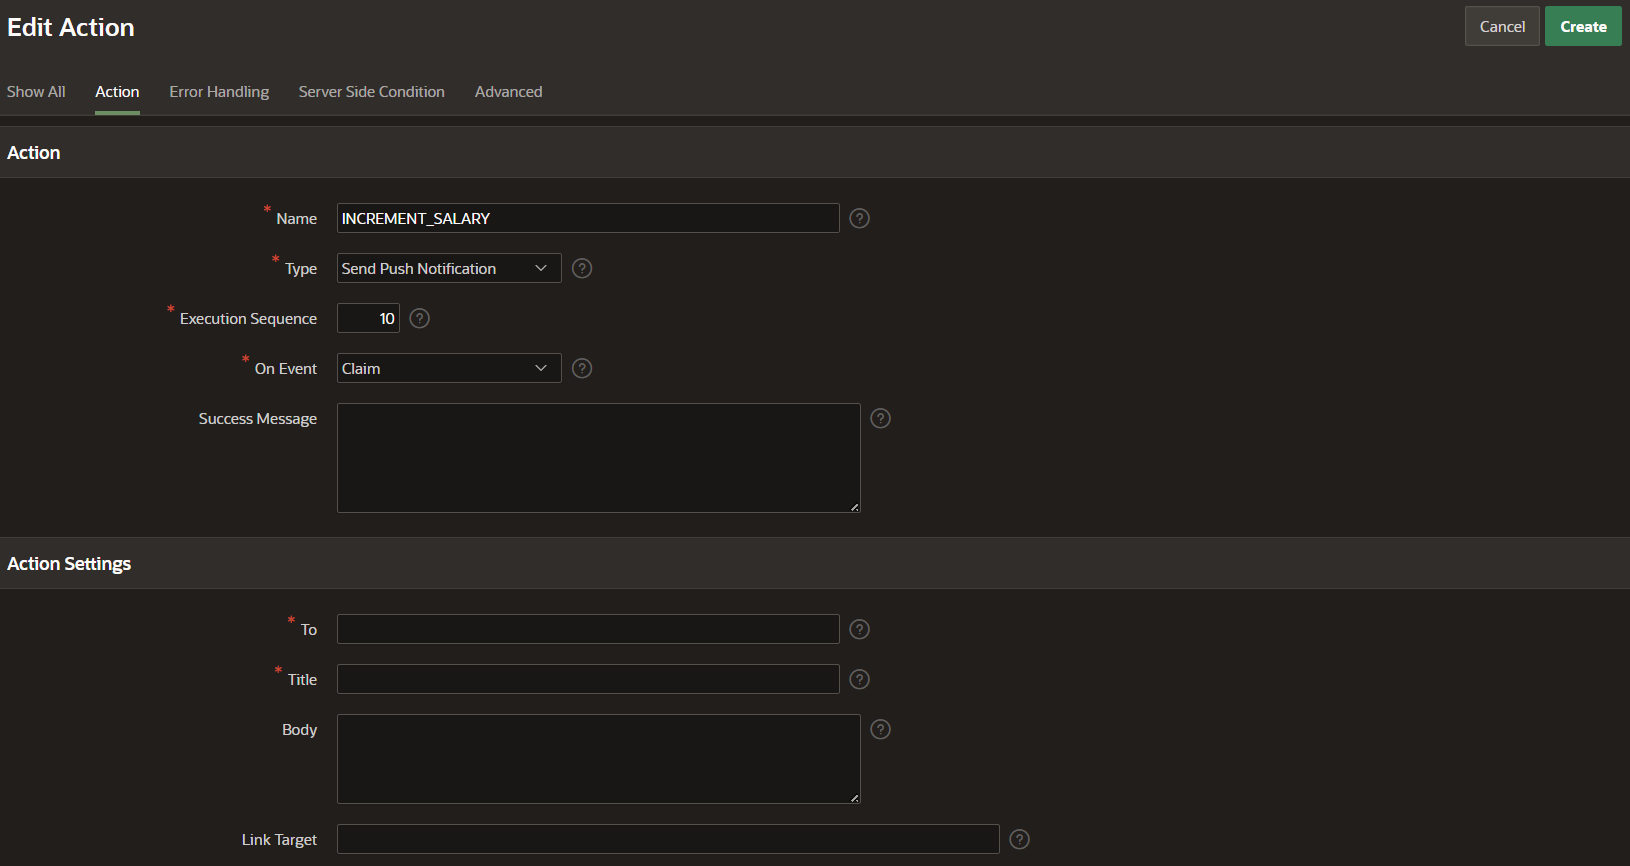 Edit Action
Cancel
Create
Show All
Action
Error Handling
Server Side Condition
Advanced
Action
* Name
INCREMENT_SALARY
?
* Type
Send Push Notification
?
* Execution Sequence
10
?
* On Event
Claim
?
Success Message
?
Action Settings
* To
?
* Title
?
Body
?
Link Target
?